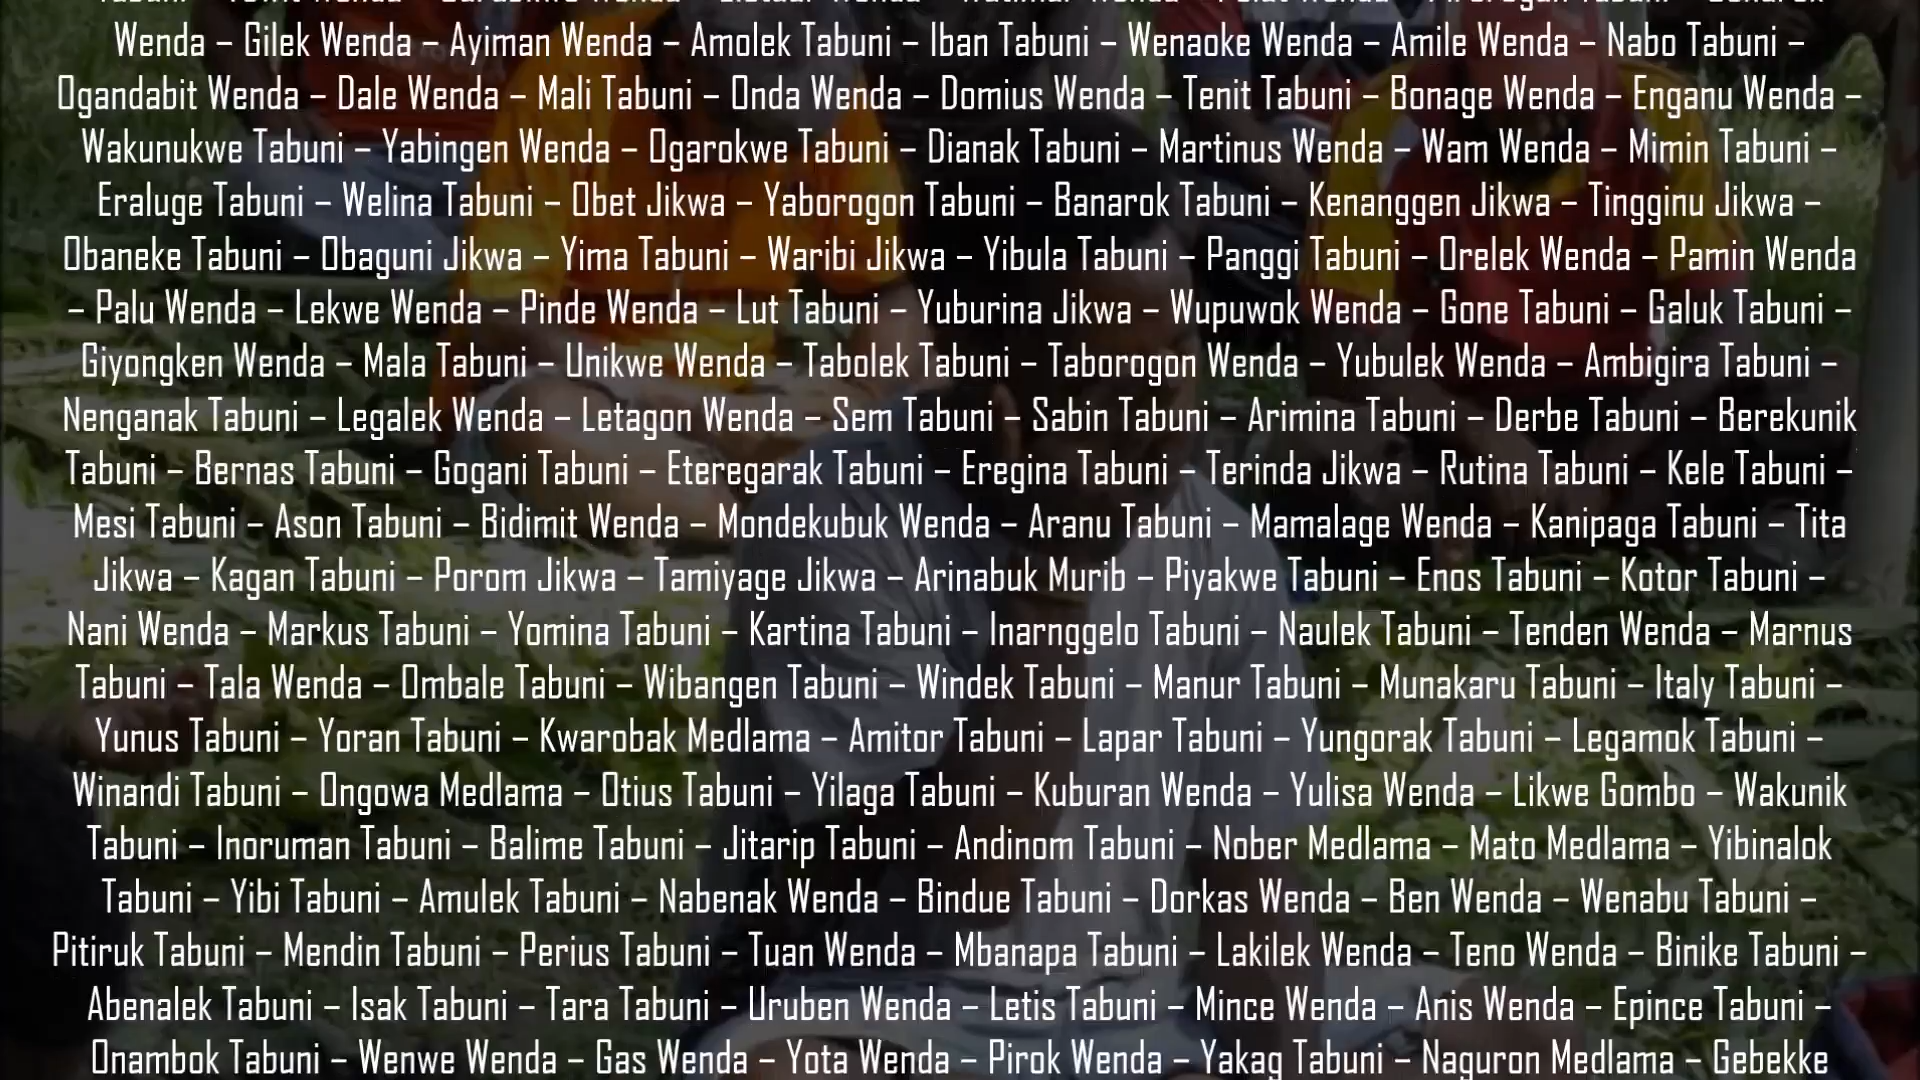 Wenda – Gilek Wenda – Ayiman Wenda – Amolek Tabuni – Iban Tabuni – Wenaoke Wenda – Amile Wenda – Nabo Tabuni –
Ogandabit Wenda – Dale Wenda – Mali Tabuni – Onda Wenda – Domius Wenda – Tenit Tabuni – Bonage Wenda – Enganu Wenda –
Wakunukwe Tabuni – Yabingen Wenda – Ogarokwe Tabuni – Dianak Tabuni – Martinus Wenda – Wam Wenda – Mimin Tabuni –
Eraluge Tabuni – Welina Tabuni – Obet Jikwa – Yaborogon Tabuni – Banarok Tabuni – Kenanggen Jikwa – Tingginu Jikwa –
Obaneke Tabuni – Obaguni Jikwa – Yima Tabuni – Waribi Jikwa – Yibula Tabuni – Panggi Tabuni – Orelek Wenda – Pamin Wenda
– Palu Wenda – Lekwe Wenda – Pinde Wenda – Lut Tabuni – Yuburina Jikwa – Wupuwok Wenda – Gone Tabuni – Galuk Tabuni –
Giyongken Wenda – Mala Tabuni – Unikwe Wenda – Tabolek Tabuni – Taborogon Wenda – Yubulek Wenda – Ambigira Tabuni –
Nenganak Tabuni – Legalek Wenda – Letagon Wenda – Sem Tabuni – Sabin Tabuni – Arimina Tabuni – Derbe Tabuni – Berekunik
Tabuni – Bernas Tabuni – Gogani Tabuni – Eteregarak Tabuni – Eregina Tabuni – Terinda Jikwa – Rutina Tabuni – Kele Tabuni –
Mesi Tabuni – Ason Tabuni – Bidimit Wenda – Mondekubuk Wenda – Aranu Tabuni – Mamalage Wenda – Kanipaga Tabuni – Tita
Jikwa – Kagan Tabuni – Porom Jikwa – Tamiyage Jikwa – Arinabuk Murib – Piyakwe Tabuni – Enos Tabuni – Kotor Tabuni –
Nani Wenda – Markus Tabuni – Yomina Tabuni – Kartina Tabuni – Inarnggelo Tabuni – Naulek Tabuni – Tenden Wenda – Marnus
Tabuni – Tala Wenda – Ombale Tabuni – Wibangen Tabuni – Windek Tabuni – Manur Tabuni – Munakaru Tabuni – Italy Tabuni –
Yunus Tabuni – Yoran Tabuni – Kwarobak Medlama – Amitor Tabuni – Lapar Tabuni – Yungorak Tabuni – Legamok Tabuni –
Winandi Tabuni – Ongowa Medlama – Otius Tabuni – Yilaga Tabuni – Kuburan Wenda – Yulisa Wenda – Likwe Gombo – Wakunik
Tabuni – Inoruman Tabuni – Balime Tabuni – Jitarip Tabuni – Andinom Tabuni – Nober Medlama – Mato Medlama – Yibinalok
Tabuni – Yibi Tabuni – Amulek Tabuni – Nabenak Wenda – Bindue Tabuni – Dorkas Wenda – Ben Wenda – Wenabu Tabuni –
Pitiruk Tabuni – Mendin Tabuni – Perius Tabuni – Tuan Wenda – Mbanapa Tabuni – Lakilek Wenda – Teno Wenda – Binike Tabuni –
Abenalek Tabuni – Isak Tabuni – Tara Tabuni – Uruben Wenda – Letis Tabuni – Mince Wenda – Anis Wenda – Epince Tabuni –
Onambok Tabuni – Wenwe Wenda – Gas Wenda – Yota Wenda – Pirok Wenda – Yakag Tabuni – Naguron Medlama – Gebekke